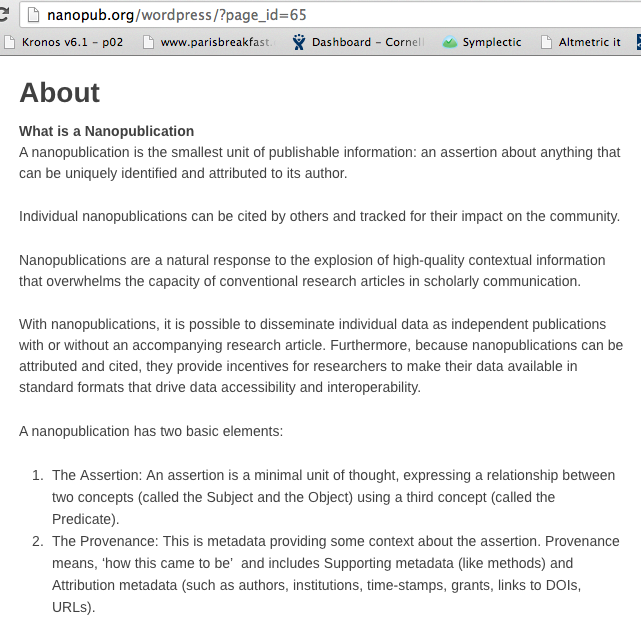 nanopub.org/wordpress/?page_id=65
Kronos v6.1 - p02 www.parisbreakfast. Dashboard - Cornell Symplectic Altmetric it
About
What is a Nanopublication
A nanopublication is the smallest unit of publishable information: an assertion about anything that
can be uniquely identified and attributed to its author.
Individual nanopublications can be cited by others and tracked for their impact on the community.
Nanopublications are a natural response to the explosion of high-quality contextual information
that overwhelms the capacity of conventional research articles in scholarly communication.
With nanopublications, it is possible to disseminate individual data as independent publications
with or without an accompanying research article. Furthermore, because nanopublications can be
attributed and cited, they provide incentives for researchers to make their data available in
standard formats that drive data accessibility and interoperability.
A nanopublication has two basic elements:
1. The Assertion: An assertion is a minimal unit of thought, expressing a relationship between
two concepts (called the Subject and the Object) using a third concept (called the
Predicate).
2. The Provenance: This is metadata providing some context about the assertion. Provenance
means, ‘how this came to be’  and includes Supporting metadata (like methods) and
Attribution metadata (such as authors, institutions, time-stamps, grants, links to DOIs,
URLs).